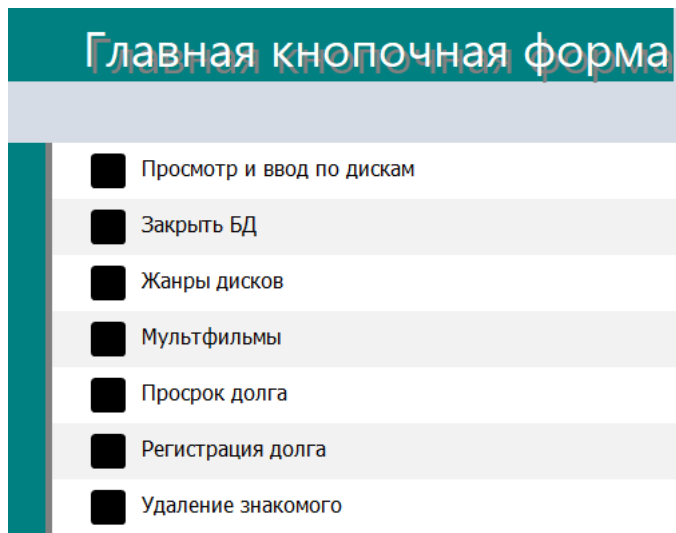 Главная кнопочная форма
Просмотр и ввод по дискам
Закрыть БД
Жанры дисков
Мультфильмы
Просрок долга
Регистрация долга
Удаление знакомого